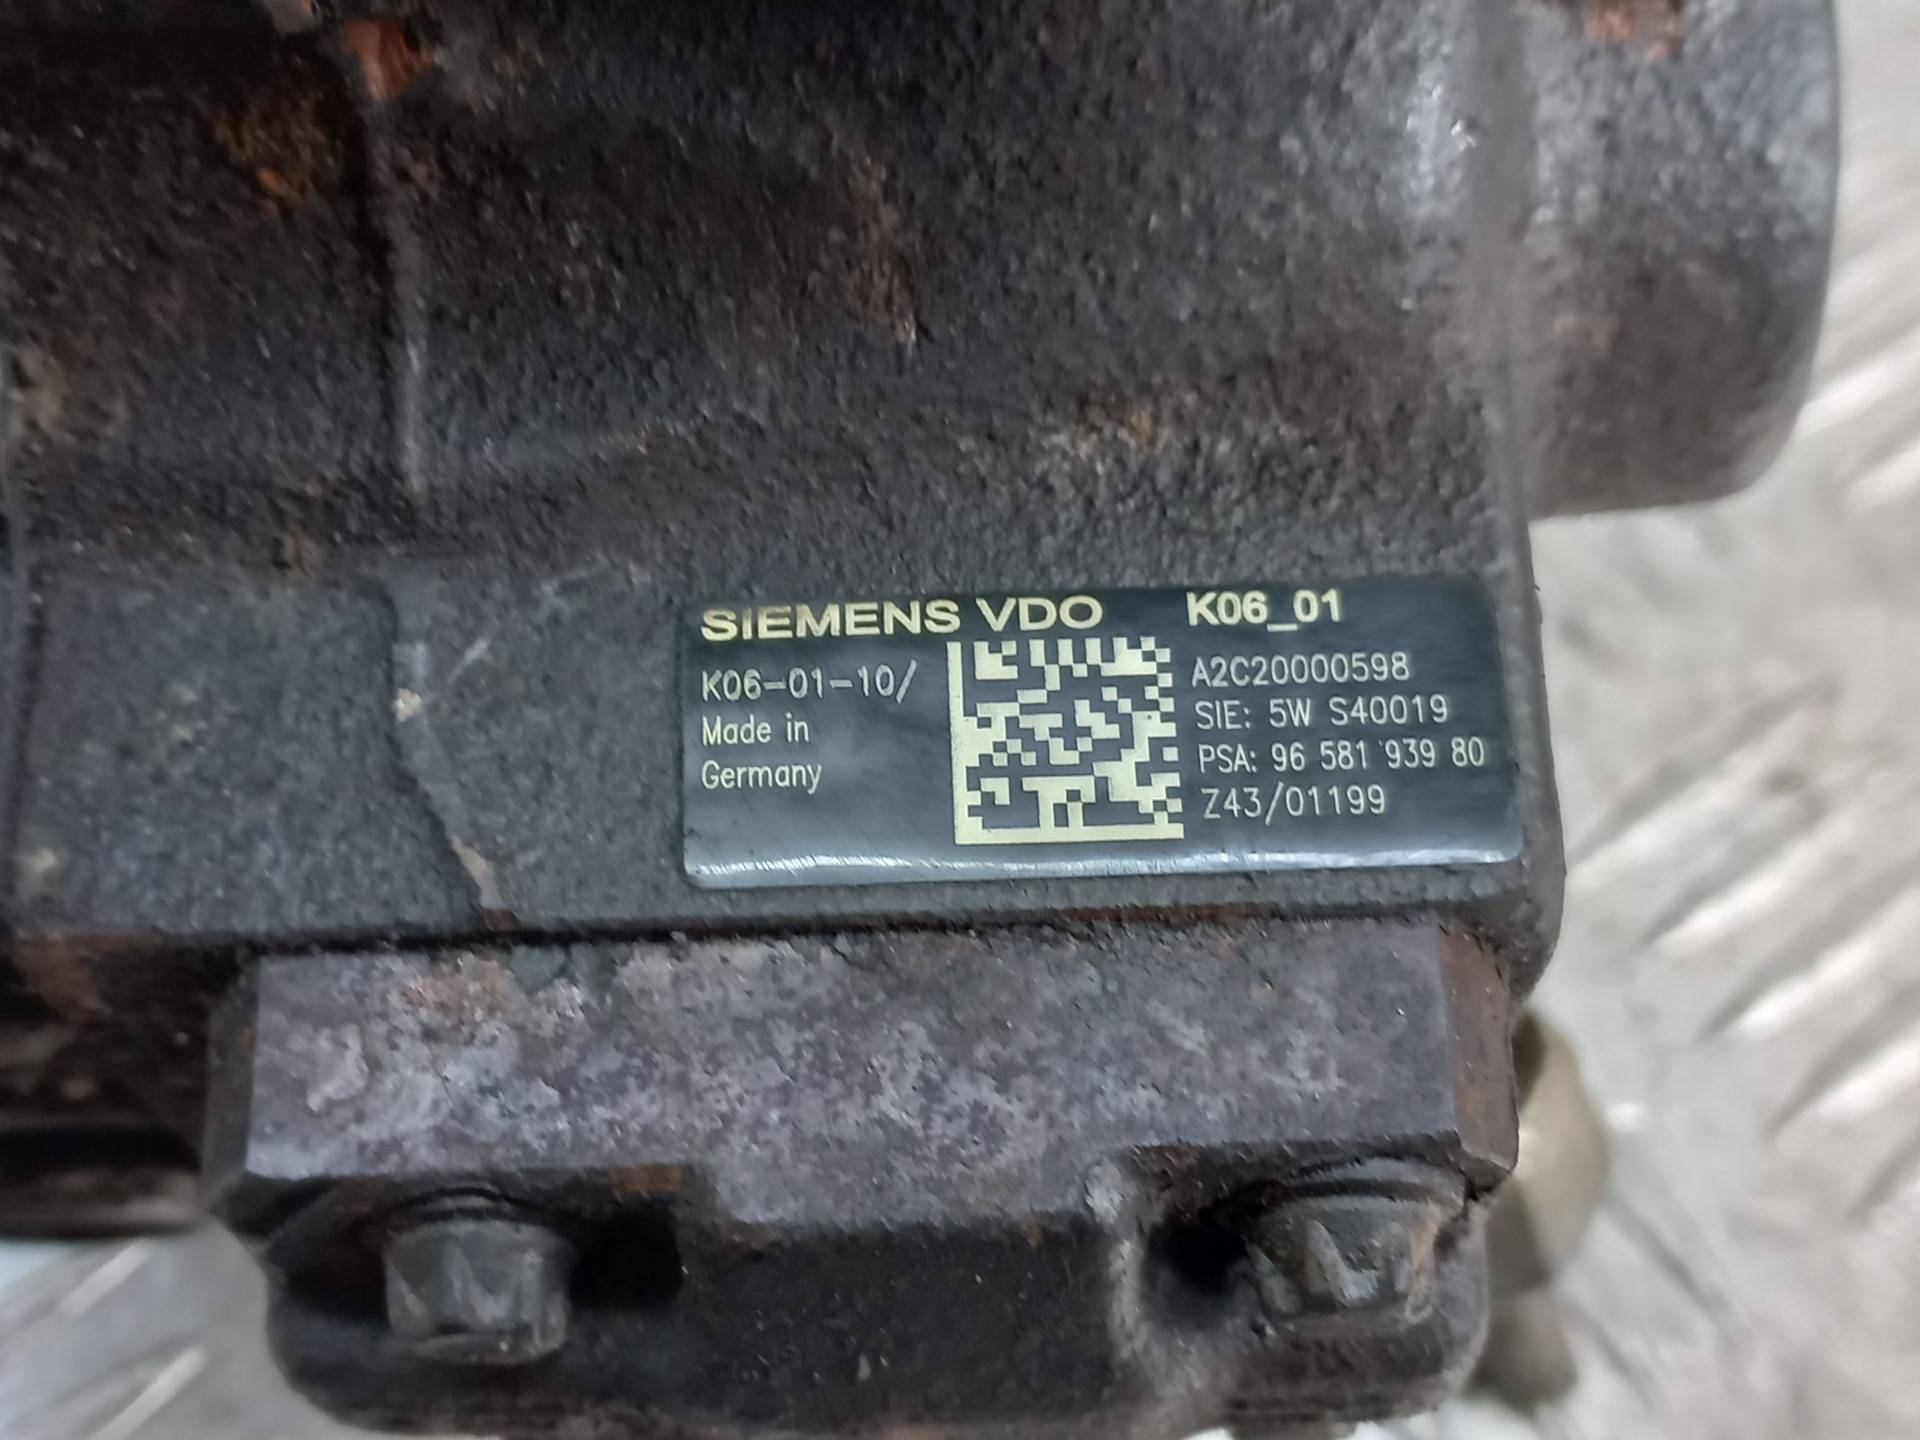 SIEMENS VDO K06_01
K06-01-10/
Made in
Germany
A2C20000598
SIE: 5W S40019
PSA: 96 581 939 80
Z43/01199